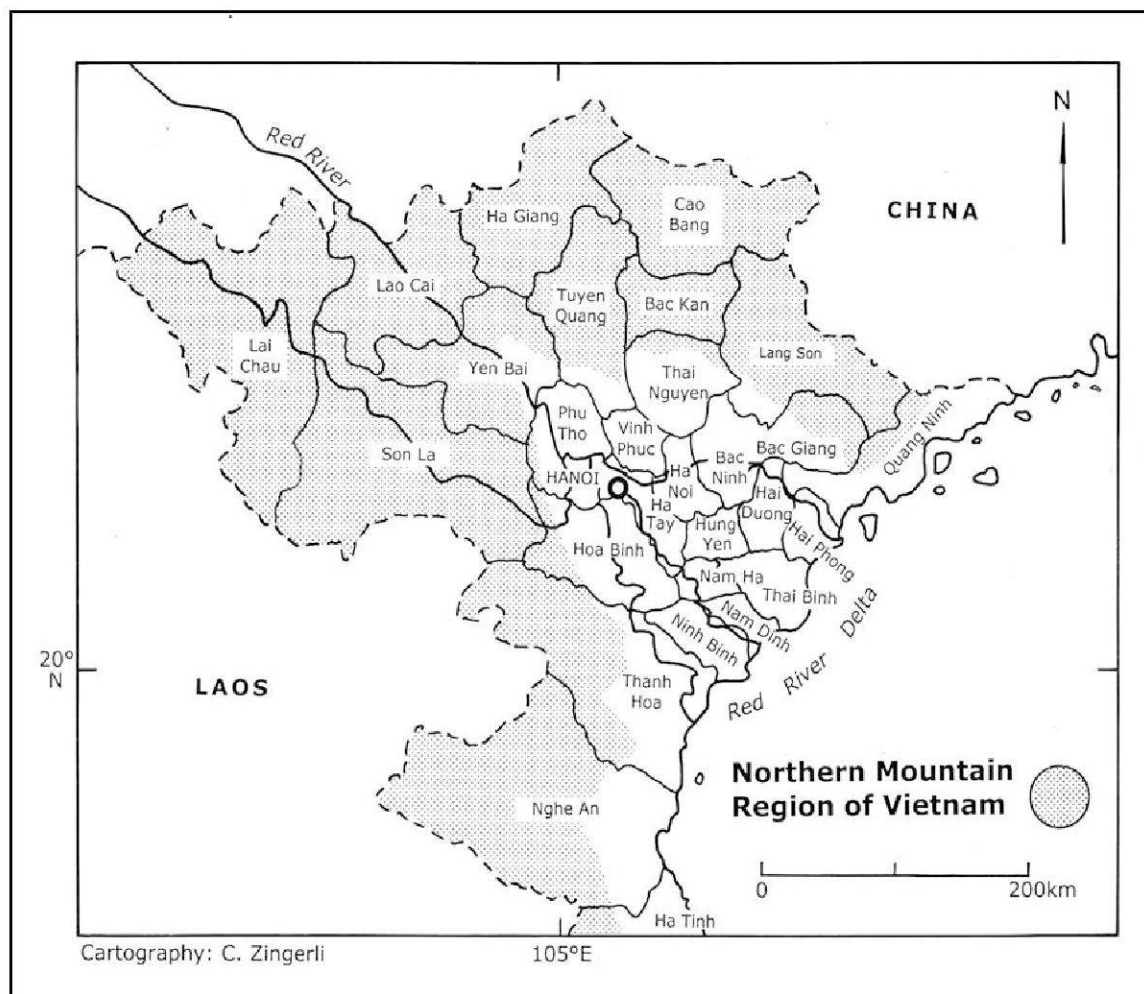 Red River
N
CHINA
Ha Giang
Cao
Bang
Lao Cai
Tuyen
Quang
Bac Kan
Lai
Chau
Yen Bai
Lang Son
Thai
Nguyen
Phu
Tho
Vinh
Phuc
Quang Ninh
Son La
Bac Giang
Bac
Ninh
HANOI
Ha
Noi
Hai
Duong
Ha
Tay
Hung
Yen
Hai Phong
Hoa Binh
Nam Ha
Thai Binh
Nam Dinh
Ninh Binh
20°
N
LAOS
Thanh
Hoa
Red River Delta
Northern Mountain
Region of Vietnam
Nghe An
0
200km
Ha Tinh
Cartography: C. Zingerli
105°E